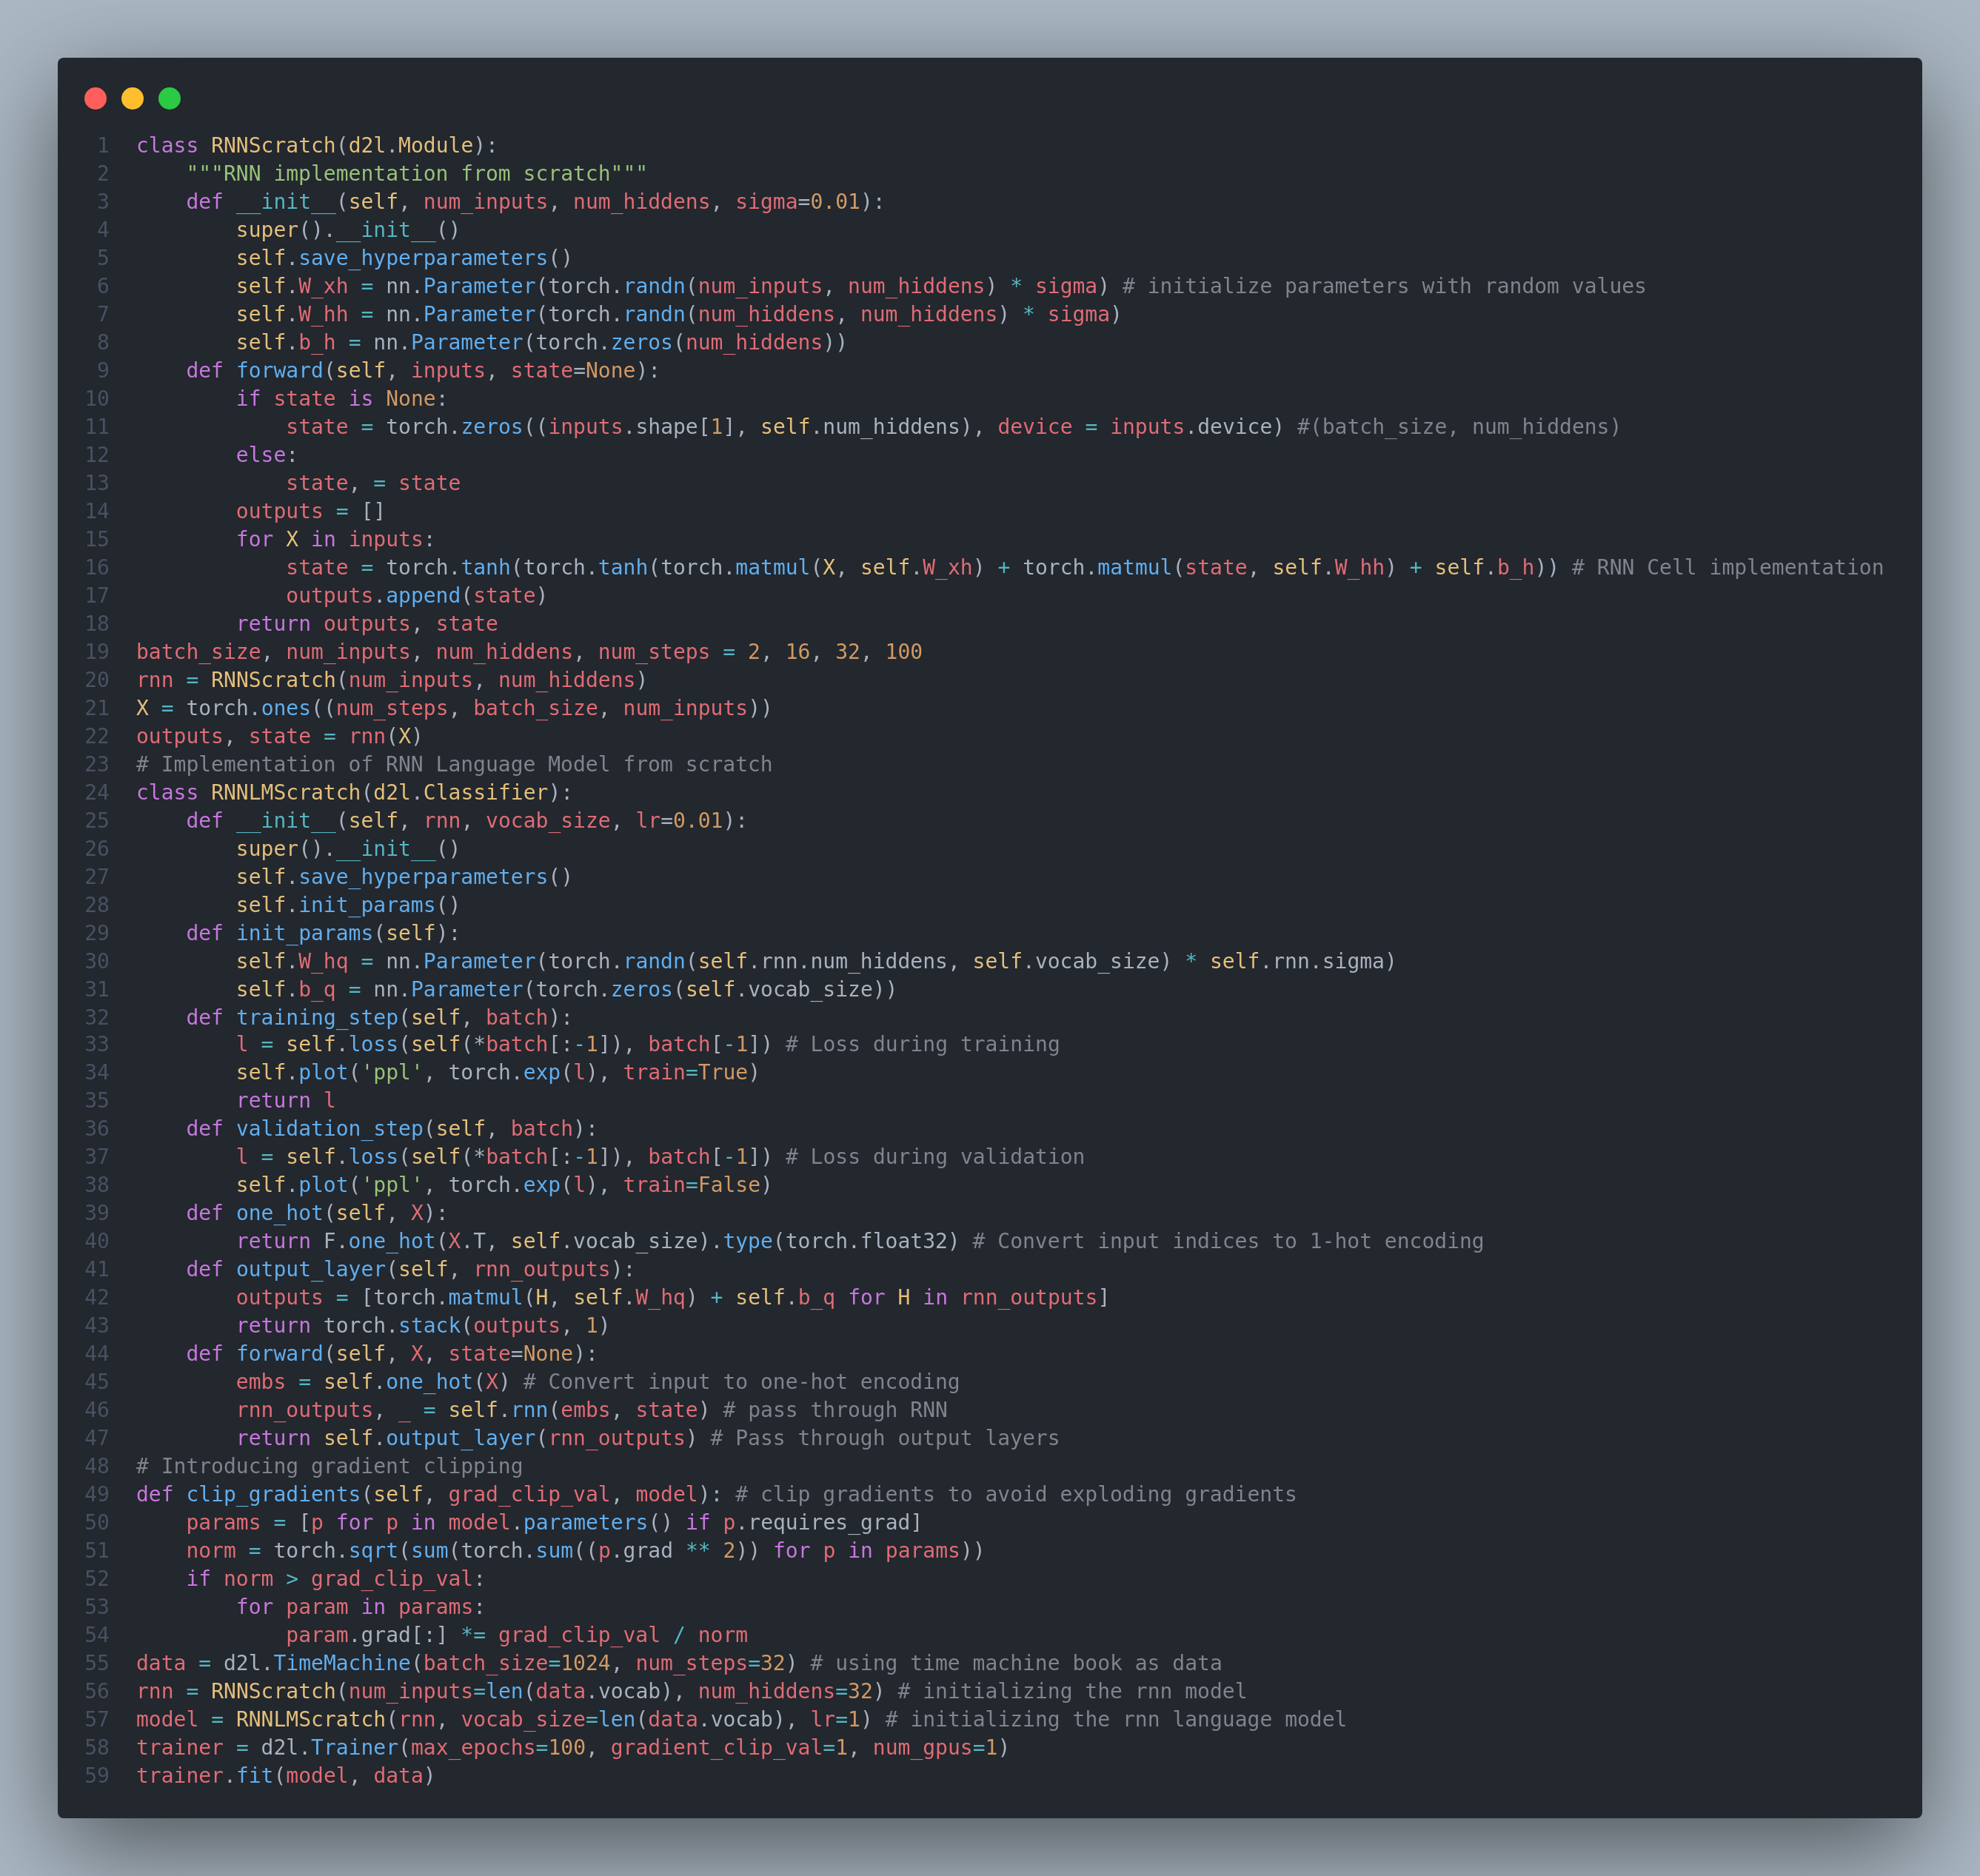 1 class RNNScratch(d2l.Module):
2     """RNN implementation from scratch"""
3     def __init__(self, num_inputs, num_hiddens, sigma=0.01):
4         super().__init__()
5         self.save_hyperparameters()
6         self.W_xh = nn.Parameter(torch.randn(num_inputs, num_hiddens) * sigma) # initialize parameters with random values
7         self.W_hh = nn.Parameter(torch.randn(num_hiddens, num_hiddens) * sigma)
8         self.b_h = nn.Parameter(torch.zeros(num_hiddens))
9     def forward(self, inputs, state=None):
10         if state is None:
11             state = torch.zeros((inputs.shape[1], self.num_hiddens), device = inputs.device) #(batch_size, num_hiddens)
12         else:
13             state, = state
14         outputs = []
15         for X in inputs:
16             state = torch.tanh(torch.tanh(torch.matmul(X, self.W_xh) + torch.matmul(state, self.W_hh) + self.b_h)) # RNN Cell implementation
17             outputs.append(state)
18         return outputs, state
19 batch_size, num_inputs, num_hiddens, num_steps = 2, 16, 32, 100
20 rnn = RNNScratch(num_inputs, num_hiddens)
21 X = torch.ones((num_steps, batch_size, num_inputs))
22 outputs, state = rnn(X)
23 # Implementation of RNN Language Model from scratch
24 class RNNLMScratch(d2l.Classifier):
25     def __init__(self, rnn, vocab_size, lr=0.01):
26         super().__init__()
27         self.save_hyperparameters()
28         self.init_params()
29     def init_params(self):
30         self.W_hq = nn.Parameter(torch.randn(self.rnn.num_hiddens, self.vocab_size) * self.rnn.sigma)
31         self.b_q = nn.Parameter(torch.zeros(self.vocab_size))
32     def training_step(self, batch):
33         l = self.loss(self(*batch[:-1]), batch[-1]) # Loss during training
34         self.plot('ppl', torch.exp(l), train=True)
35         return l
36     def validation_step(self, batch):
37         l = self.loss(self(*batch[:-1]), batch[-1]) # Loss during validation
38         self.plot('ppl', torch.exp(l), train=False)
39     def one_hot(self, X):
40         return F.one_hot(X.T, self.vocab_size).type(torch.float32) # Convert input indices to 1-hot encoding
41     def output_layer(self, rnn_outputs):
42         outputs = [torch.matmul(H, self.W_hq) + self.b_q for H in rnn_outputs]
43         return torch.stack(outputs, 1)
44     def forward(self, X, state=None):
45         embs = self.one_hot(X) # Convert input to one-hot encoding
46         rnn_outputs, _ = self.rnn(embs, state) # pass through RNN
47         return self.output_layer(rnn_outputs) # Pass through output layers
48 # Introducing gradient clipping
49 def clip_gradients(self, grad_clip_val, model): # clip gradients to avoid exploding gradients
50     params = [p for p in model.parameters() if p.requires_grad]
51     norm = torch.sqrt(sum(torch.sum((p.grad ** 2)) for p in params))
52     if norm > grad_clip_val:
53         for param in params:
54             param.grad[:] *= grad_clip_val / norm
55 data = d2l.TimeMachine(batch_size=1024, num_steps=32) # using time machine book as data
56 rnn = RNNScratch(num_inputs=len(data.vocab), num_hiddens=32) # initializing the rnn model
57 model = RNNLMScratch(rnn, vocab_size=len(data.vocab), lr=1) # initializing the rnn language model
58 trainer = d2l.Trainer(max_epochs=100, gradient_clip_val=1, num_gpus=1)
59 trainer.fit(model, data)